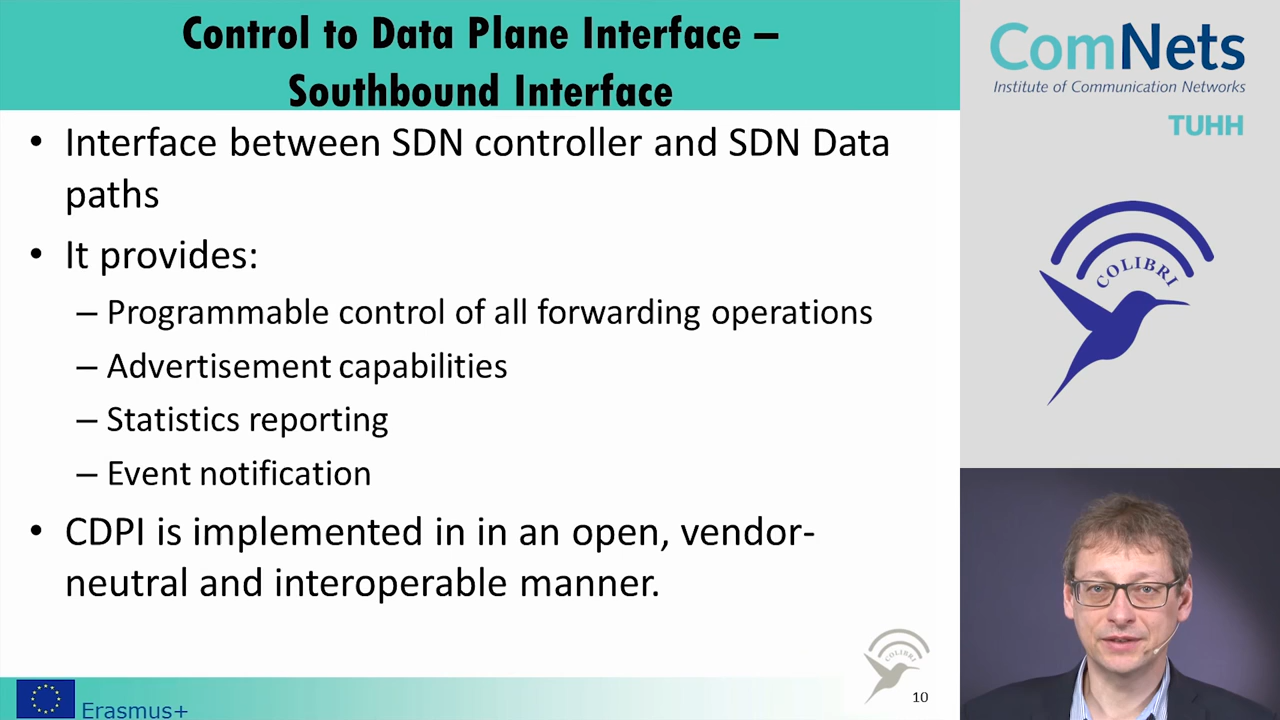 Control to Data Plane Interface –
Southbound Interface
• Interface between SDN controller and SDN Data
paths
• It provides:
– Programmable control of all forwarding operations
– Advertisement capabilities
– Statistics reporting
– Event notification
• CDPI is implemented in in an open, vendor-
neutral and interoperable manner.
COLIBRI
10
Erasmus+
ComNets
Institute of Communication Networks
TUHH
COLIBRI